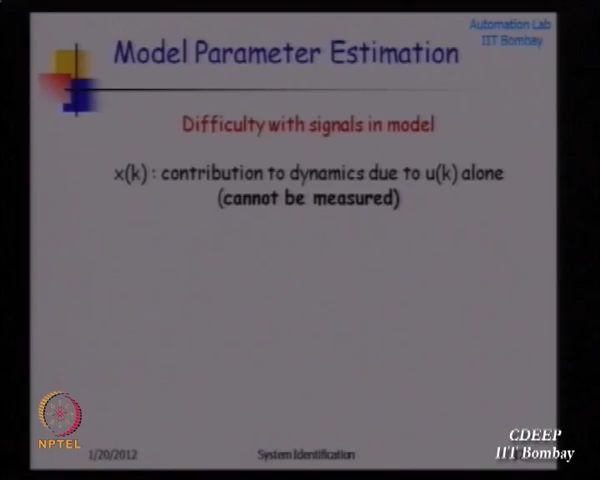 Automation Lab
IIT Bombay
Model Parameter Estimation
Difficulty with signals in model
x(k) : contribution to dynamics due to u(k) alone
(cannot be measured)
NPTEL
1/20/2012
System Identification
CDEEP
IIT Bombay